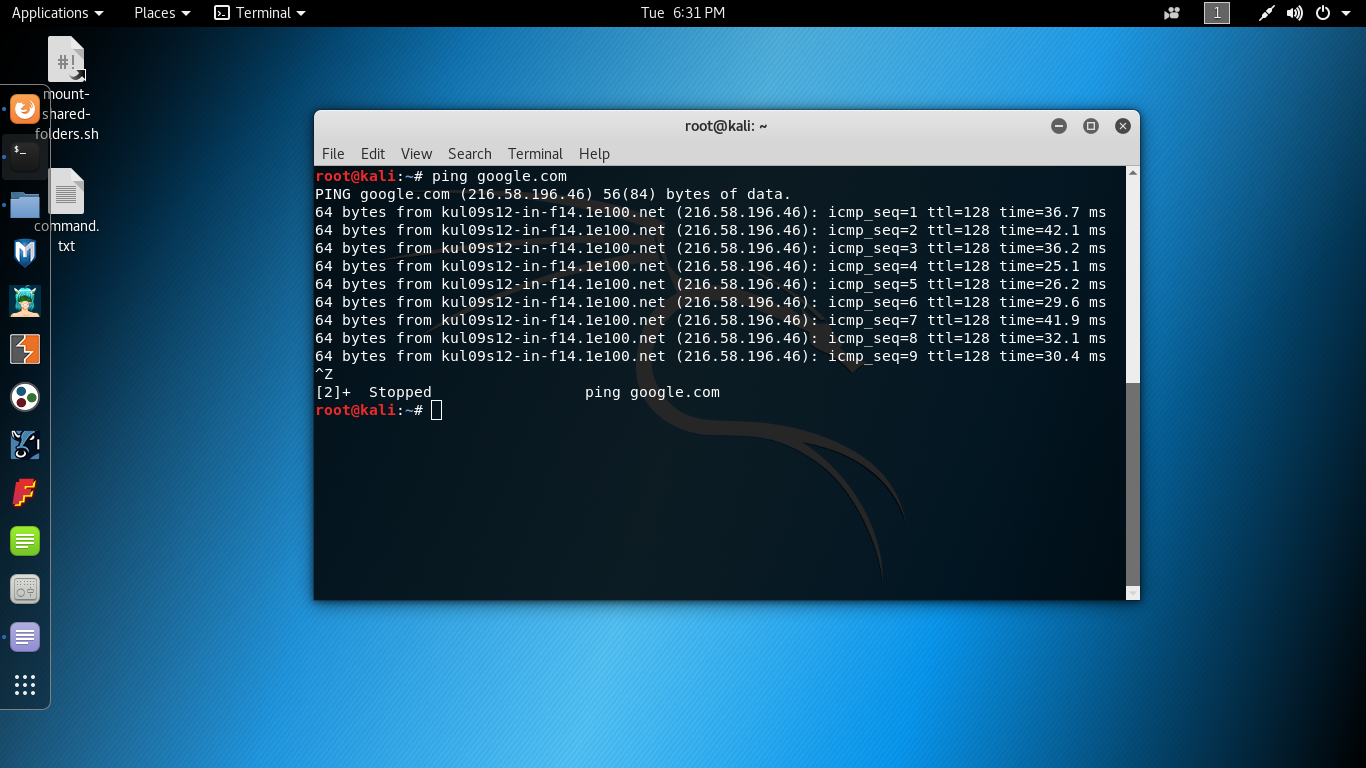 Applications Places Terminal Tue 6:31 PM 1
#!
mount-
shared-
folders.sh
command.
txt
$_
root@kali: ~
File Edit View Search Terminal Help
root@kali:~# ping google.com
PING google.com (216.58.196.46) 56(84) bytes of data.
64 bytes from kul09s12-in-f14.1e100.net (216.58.196.46): icmp_seq=1 ttl=128 time=36.7 ms
64 bytes from kul09s12-in-f14.1e100.net (216.58.196.46): icmp_seq=2 ttl=128 time=42.1 ms
64 bytes from kul09s12-in-f14.1e100.net (216.58.196.46): icmp_seq=3 ttl=128 time=36.2 ms
64 bytes from kul09s12-in-f14.1e100.net (216.58.196.46): icmp_seq=4 ttl=128 time=25.1 ms
64 bytes from kul09s12-in-f14.1e100.net (216.58.196.46): icmp_seq=5 ttl=128 time=26.2 ms
64 bytes from kul09s12-in-f14.1e100.net (216.58.196.46): icmp_seq=6 ttl=128 time=29.6 ms
64 bytes from kul09s12-in-f14.1e100.net (216.58.196.46): icmp_seq=7 ttl=128 time=41.9 ms
64 bytes from kul09s12-in-f14.1e100.net (216.58.196.46): icmp_seq=8 ttl=128 time=32.1 ms
64 bytes from kul09s12-in-f14.1e100.net (216.58.196.46): icmp_seq=9 ttl=128 time=30.4 ms
^Z
[2]+  Stopped                 ping google.com
root@kali:~#